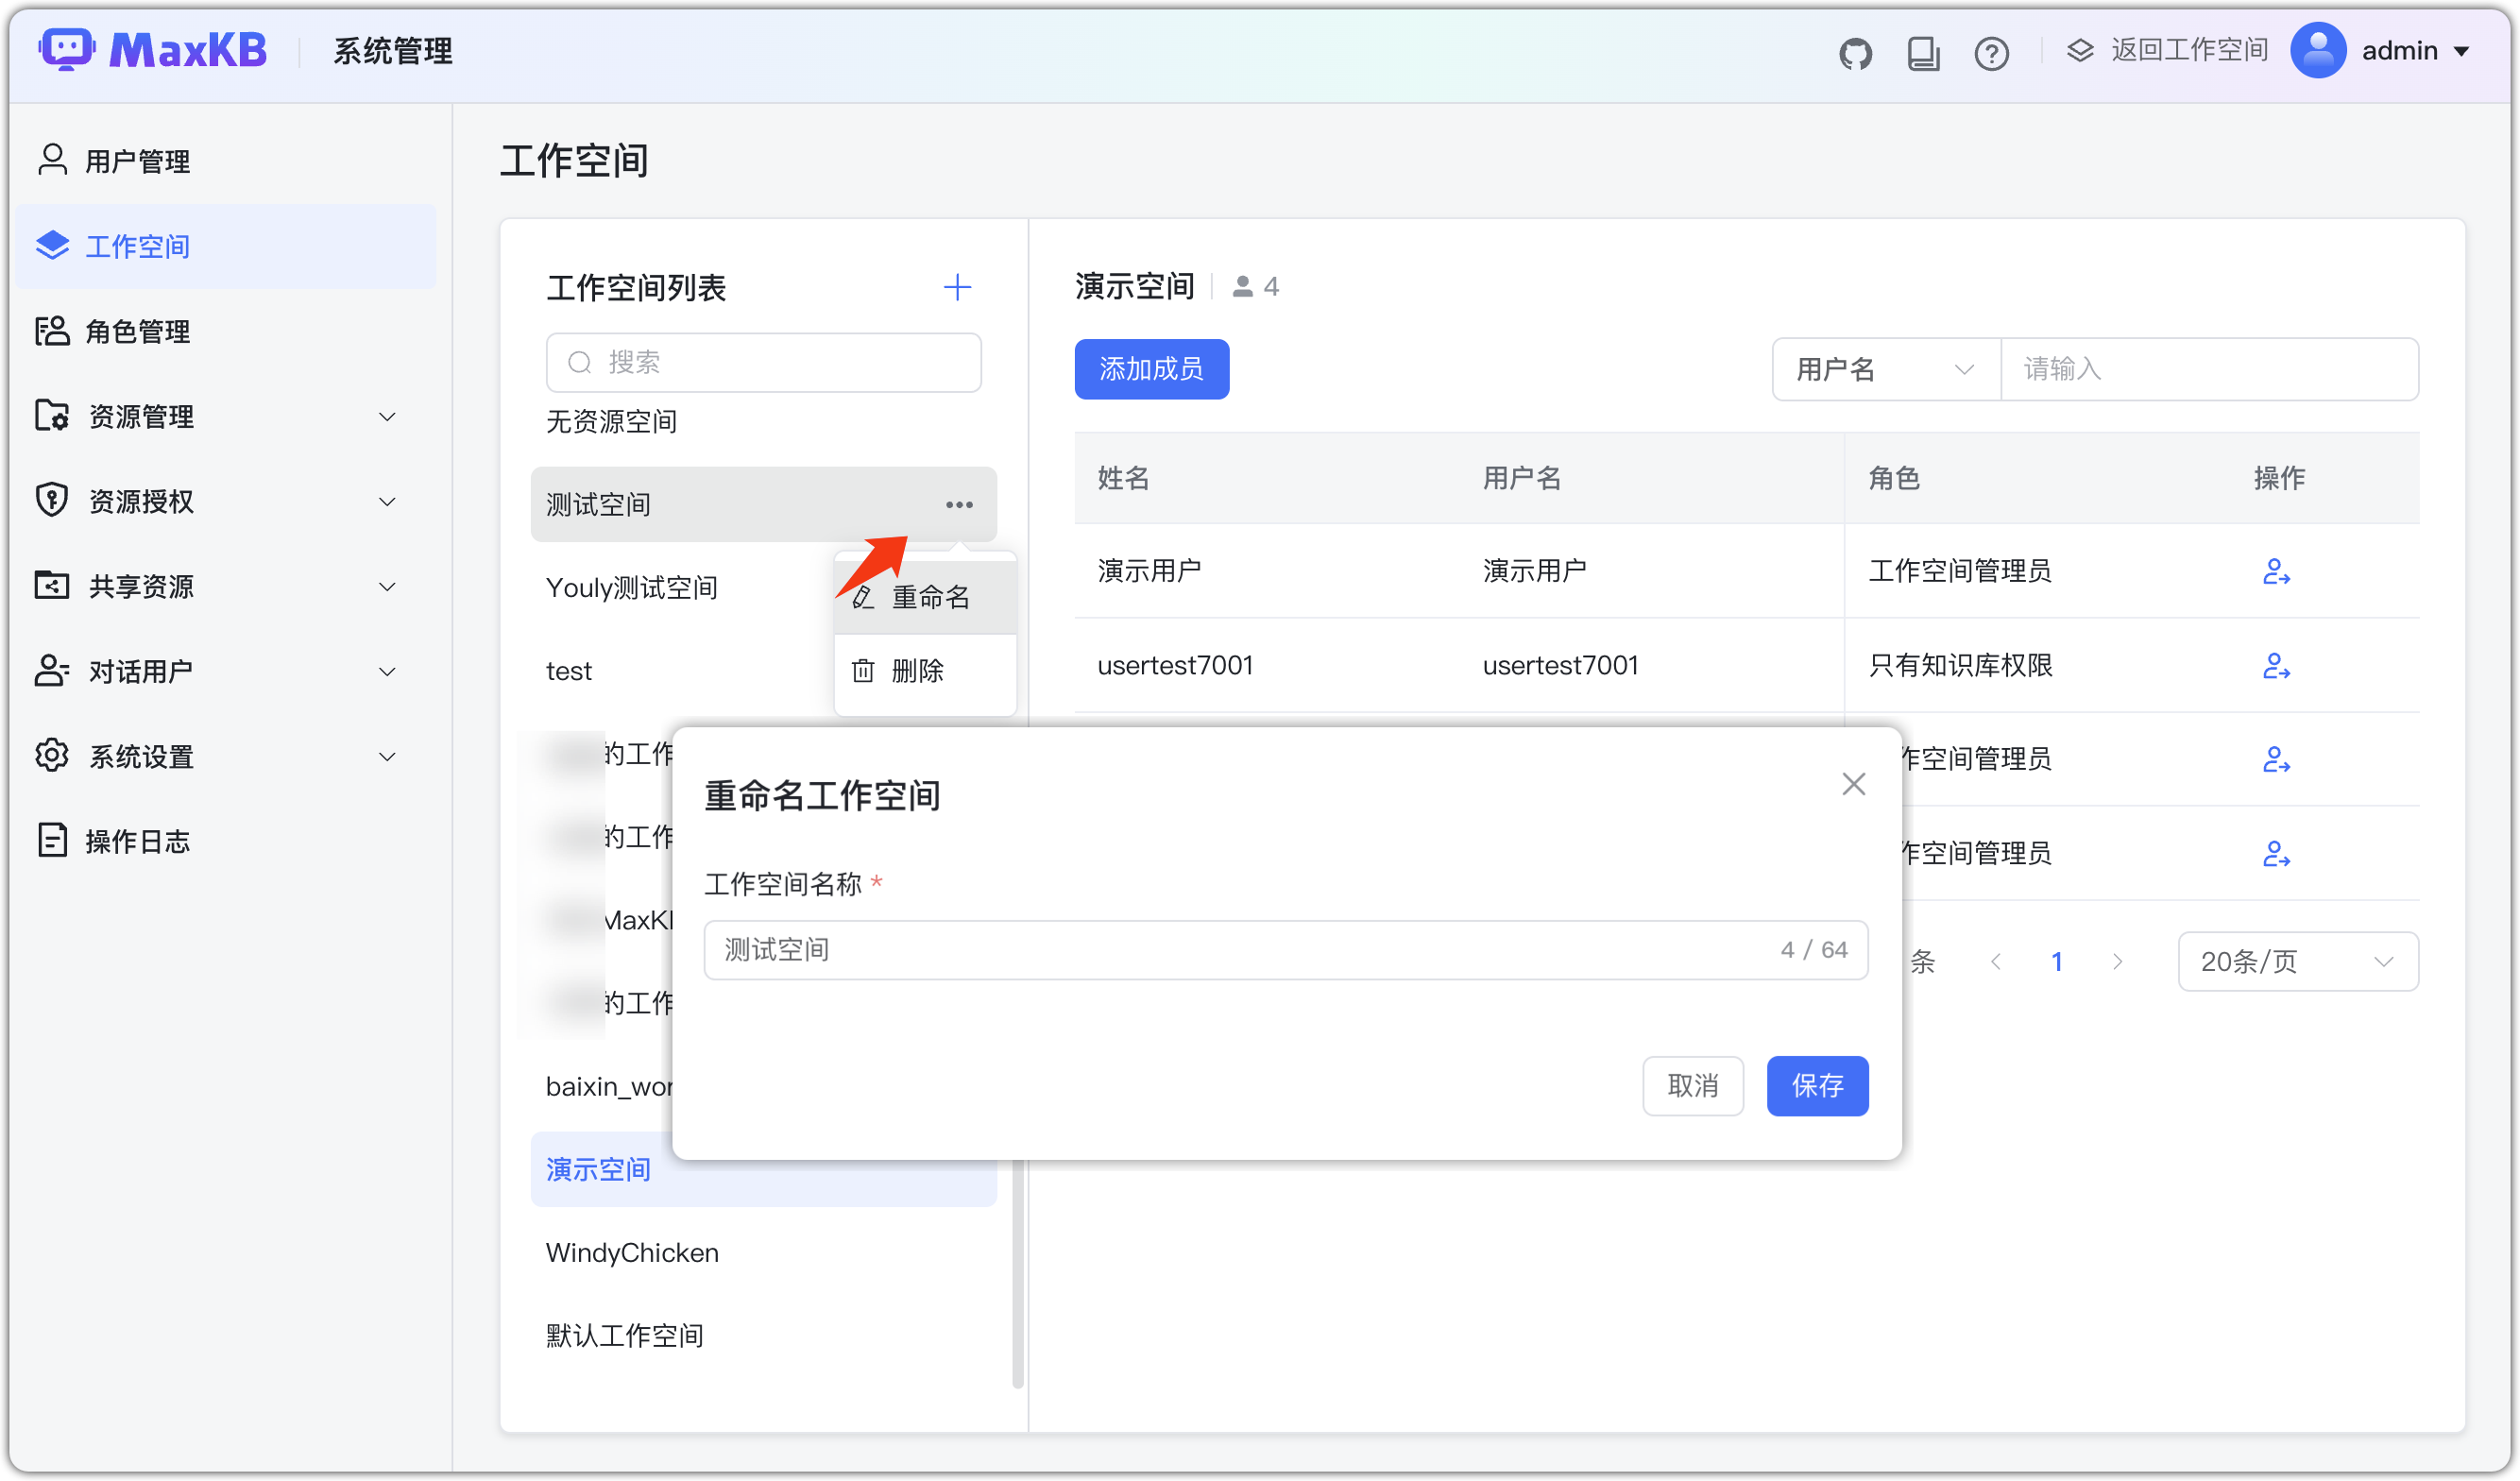 MaxKB
系统管理
返回工作空间
admin
用户管理
工作空间
角色管理
资源管理
资源授权
共享资源
对话用户
系统设置
操作日志
工作空间
工作空间列表
搜索
无资源空间
测试空间
Youly测试空间
test
的工作
的工作
MaxK
的工作
baixin_wor
演示空间
WindyChicken
默认工作空间
重命名
删除
演示空间
4
添加成员
用户名
请输入
姓名 用户名 角色 操作
演示用户 演示用户 工作空间管理员
usertest7001 usertest7001 只有知识库权限
作空间管理员
作空间管理员
条
1
20条/页
重命名工作空间
工作空间名称 *
测试空间
4 / 64
取消
保存